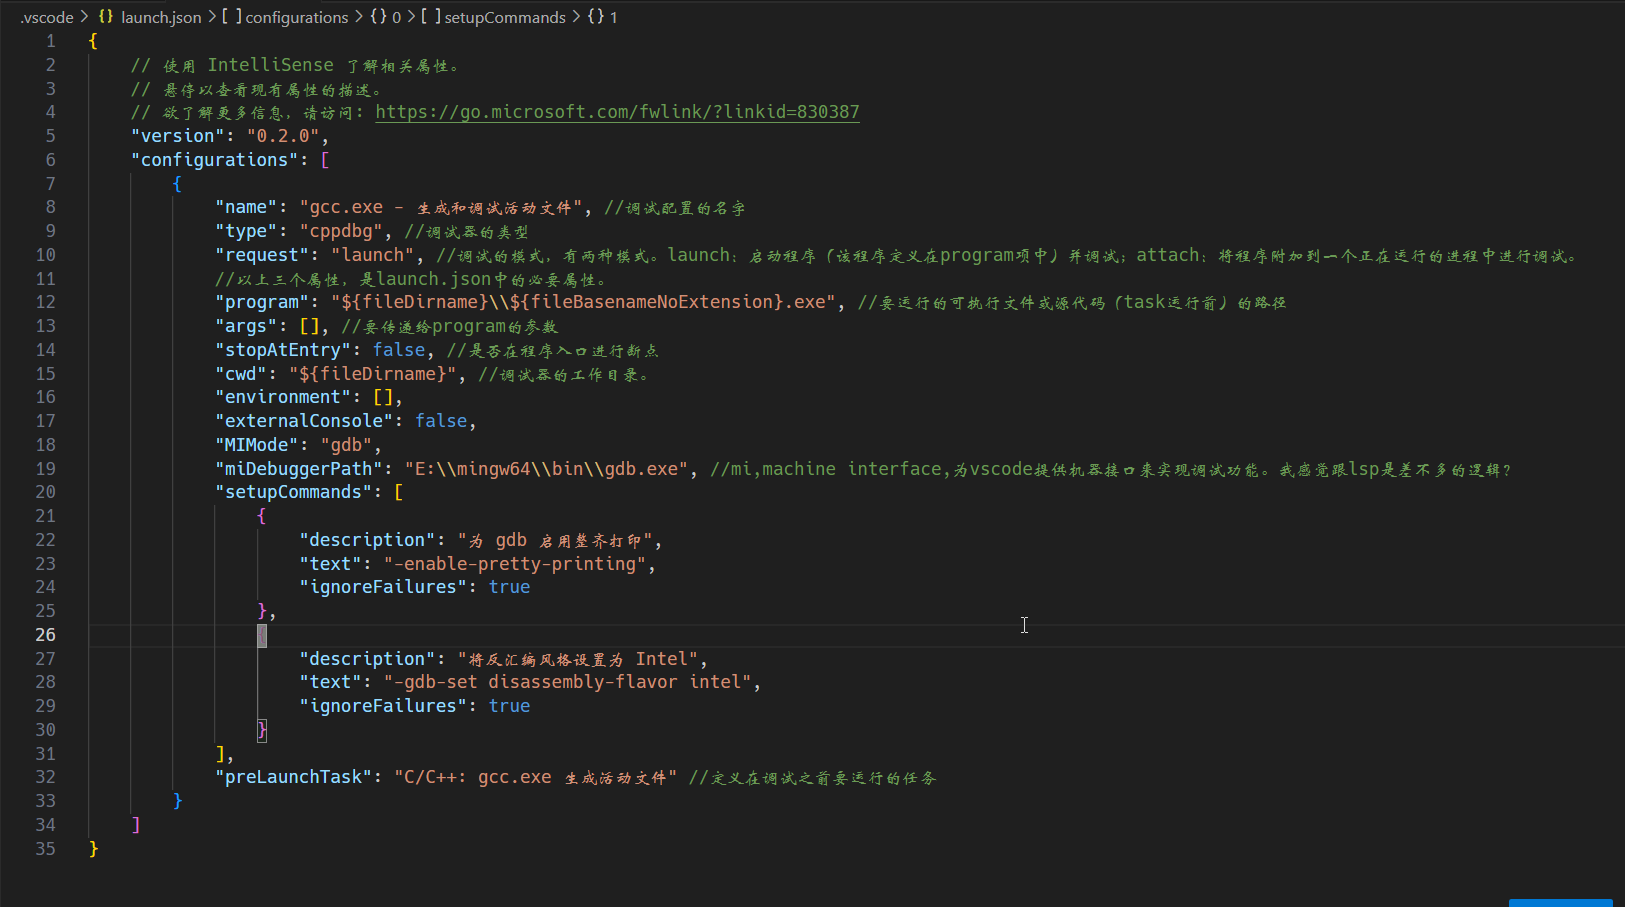 .vscode > {} launch.json > [ ] configurations > {} 0 > [ ] setupCommands > {} 1
1 {
2 // 使用 IntelliSense 了解相关属性。
3 // 悬停以查看现有属性的描述。
4 // 欲了解更多信息，请访问: https://go.microsoft.com/fwlink/?linkid=830387
5 "version": "0.2.0",
6 "configurations": [
7 {
8 "name": "gcc.exe - 生成和调试活动文件", //调试配置的名字
9 "type": "cppdbg", //调试器的类型
10 "request": "launch", //调试的模式，有两种模式。launch：启动程序（该程序定义在program项中）并调试；attach：将程序附加到一个正在运行的进程中进行调试。
11 //以上三个属性，是launch.json中的必要属性。
12 "program": "${fileDirname}\\${fileBasenameNoExtension}.exe", //要运行的可执行文件或源代码（task运行前）的路径
13 "args": [], //要传递给program的参数
14 "stopAtEntry": false, //是否在程序入口进行断点
15 "cwd": "${fileDirname}", //调试器的工作目录。
16 "environment": [],
17 "externalConsole": false,
18 "MIMode": "gdb",
19 "miDebuggerPath": "E:\\mingw64\\bin\\gdb.exe", //mi,machine interface,为vscode提供机器接口来实现调试功能。我感觉跟lsp是差不多的逻辑？
20 "setupCommands": [
21 {
22 "description": "为 gdb 启用整齐打印",
23 "text": "-enable-pretty-printing",
24 "ignoreFailures": true
25 },
26 {
27 "description": "将反汇编风格设置为 Intel",
28 "text": "-gdb-set disassembly-flavor intel",
29 "ignoreFailures": true
30 }
31 ],
32 "preLaunchTask": "C/C++: gcc.exe 生成活动文件" //定义在调试之前要运行的任务
33 }
34 ]
35 }